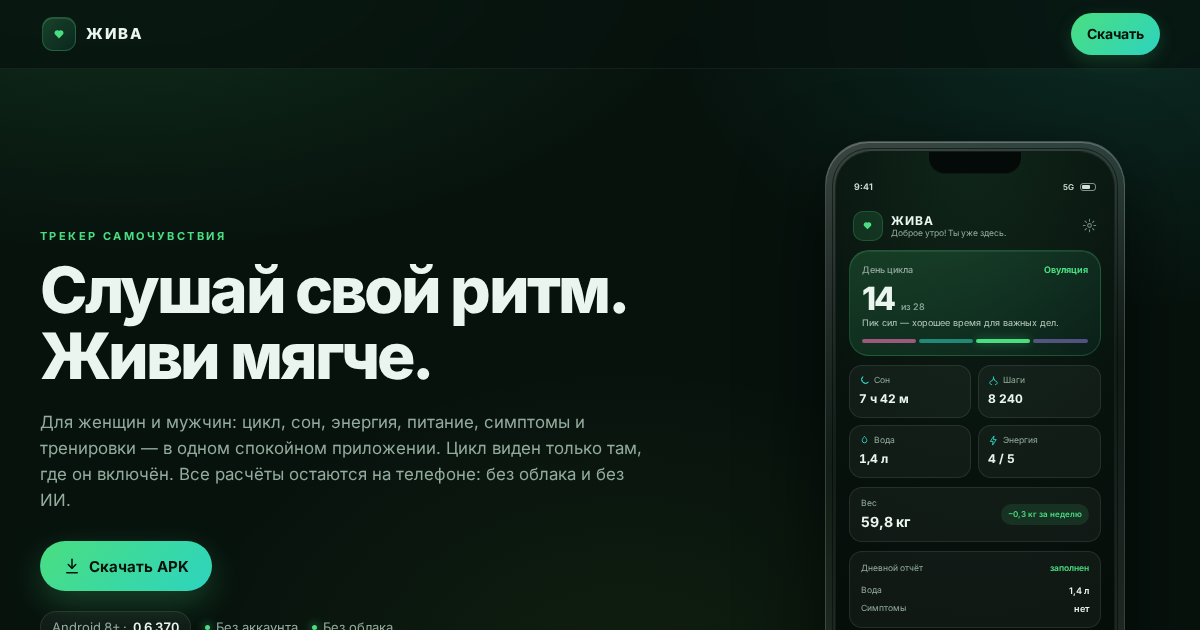 ЖИВА
Скачать
ТРЕКЕР САМОЧУВСТВИЯ
Слушай свой ритм.
Живи мягче.
Для женщин и мужчин: цикл, сон, энергия, питание, симптомы и
тренировки — в одном спокойном приложении. Цикл виден только там,
где он включён. Все расчёты остаются на телефоне: без облака и без
ИИ.
Скачать APK
Android 8+ · 0.6.370 Без аккаунта Без облака
9:41 5G
ЖИВА
Доброе утро! Ты уже здесь.
День цикла Овуляция
14 из 28
Пик сил — хорошее время для важных дел.
Сон Шаги
7 ч 42 м 8 240
Вода Энергия
1,4 л 4 / 5
Вес
59,8 кг −0,3 кг за неделю
Дневной отчёт заполнен
Вода 1,4 л
Симптомы нет